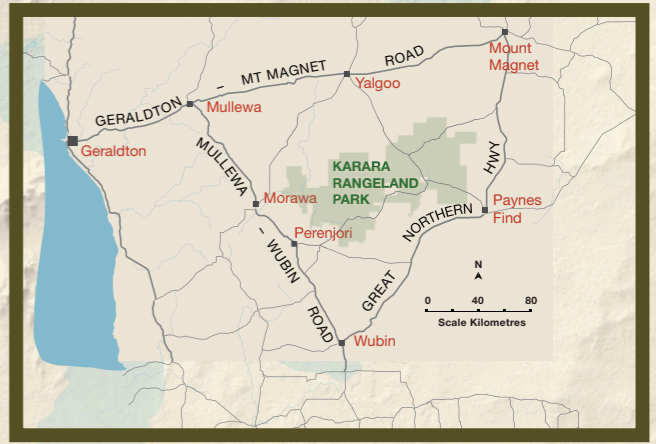 Mount
Magnet
GERALDTON – MT MAGNET ROAD
Yalgoo
Mullewa
Geraldton
MULLEWA – WUBIN ROAD
KARARA
RANGELAND
PARK
Morawa
Perenjori
GREAT NORTHERN HWY
Paynes
Find
N
0 40 80
Scale Kilometres
Wubin